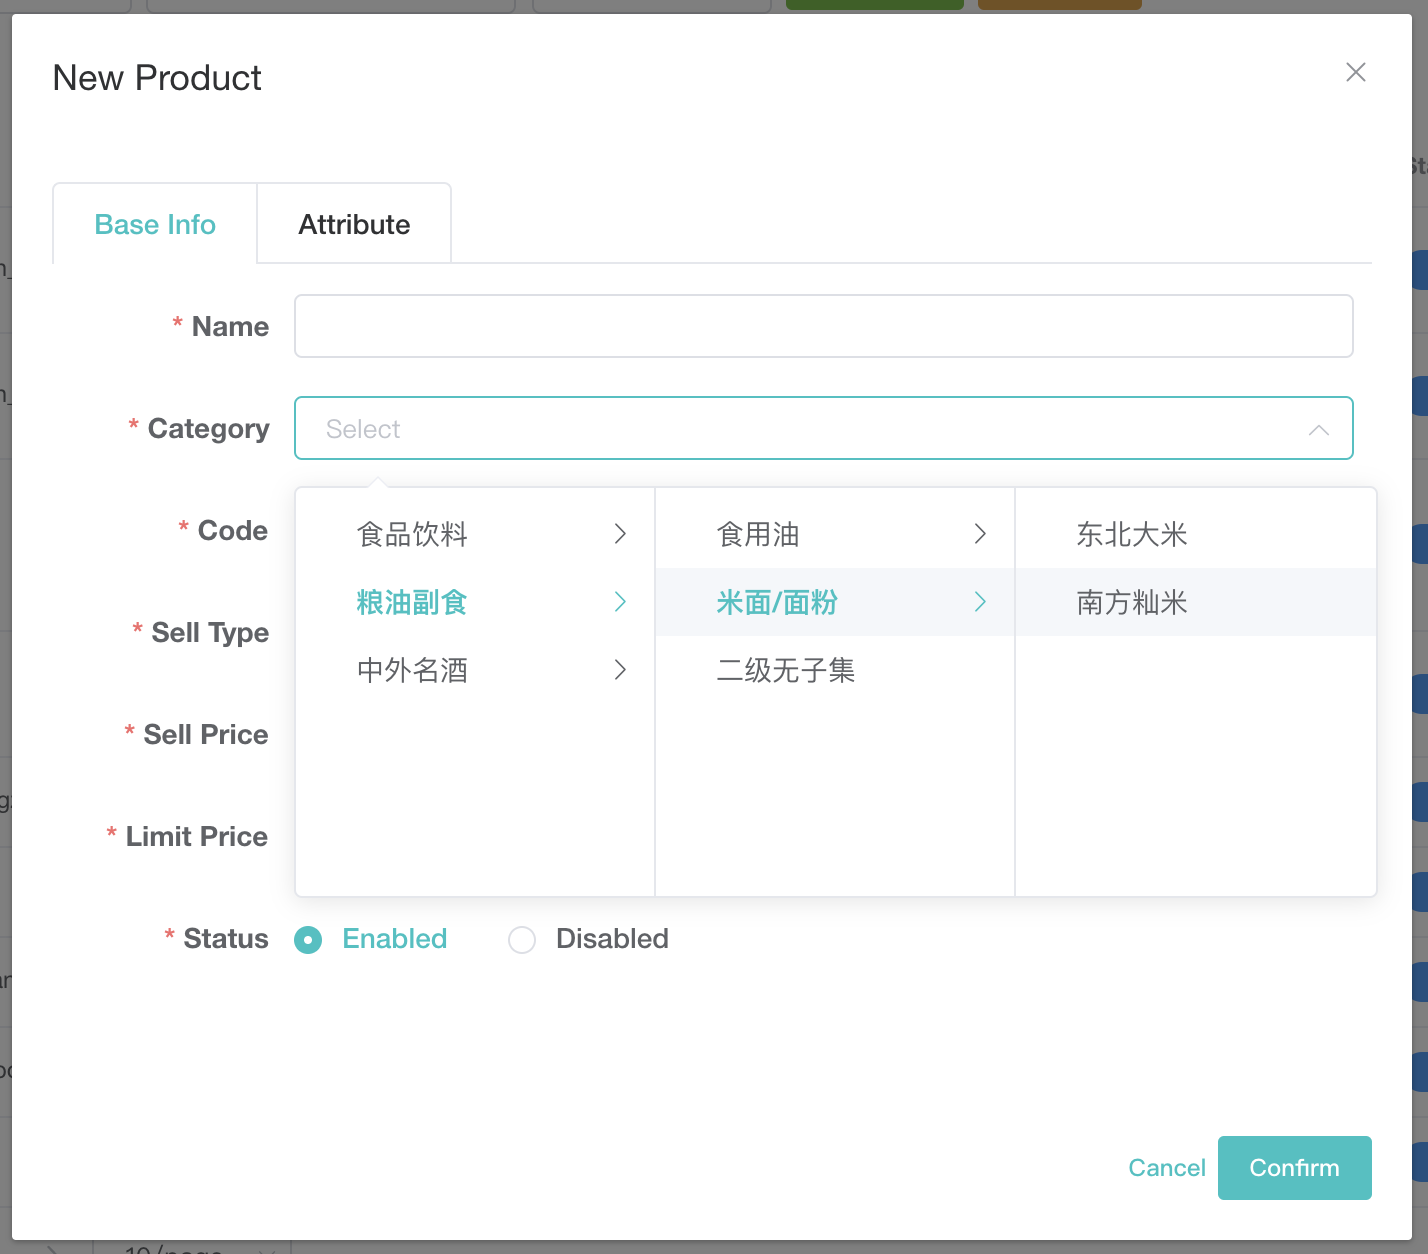 New Product
Base Info
Attribute
* Name
* Category
Select
* Code
食品饮料
食用油
东北大米
粮油副食
米面/面粉
南方籼米
* Sell Type
中外名酒
二级无子集
* Sell Price
* Limit Price
* Status
Enabled
Disabled
Cancel
Confirm
10/page